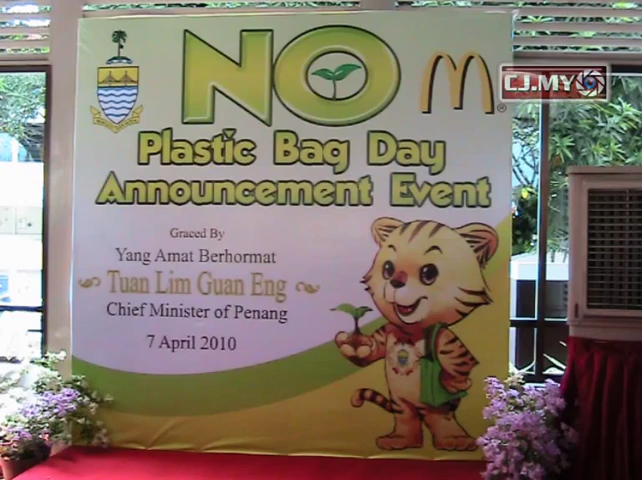 NO
Plastic Bag Day
Announcement Event
Graced By
Yang Amat Berhormat
Tuan Lim Guan Eng
Chief Minister of Penang
7 April 2010
M
®
CJ.MY